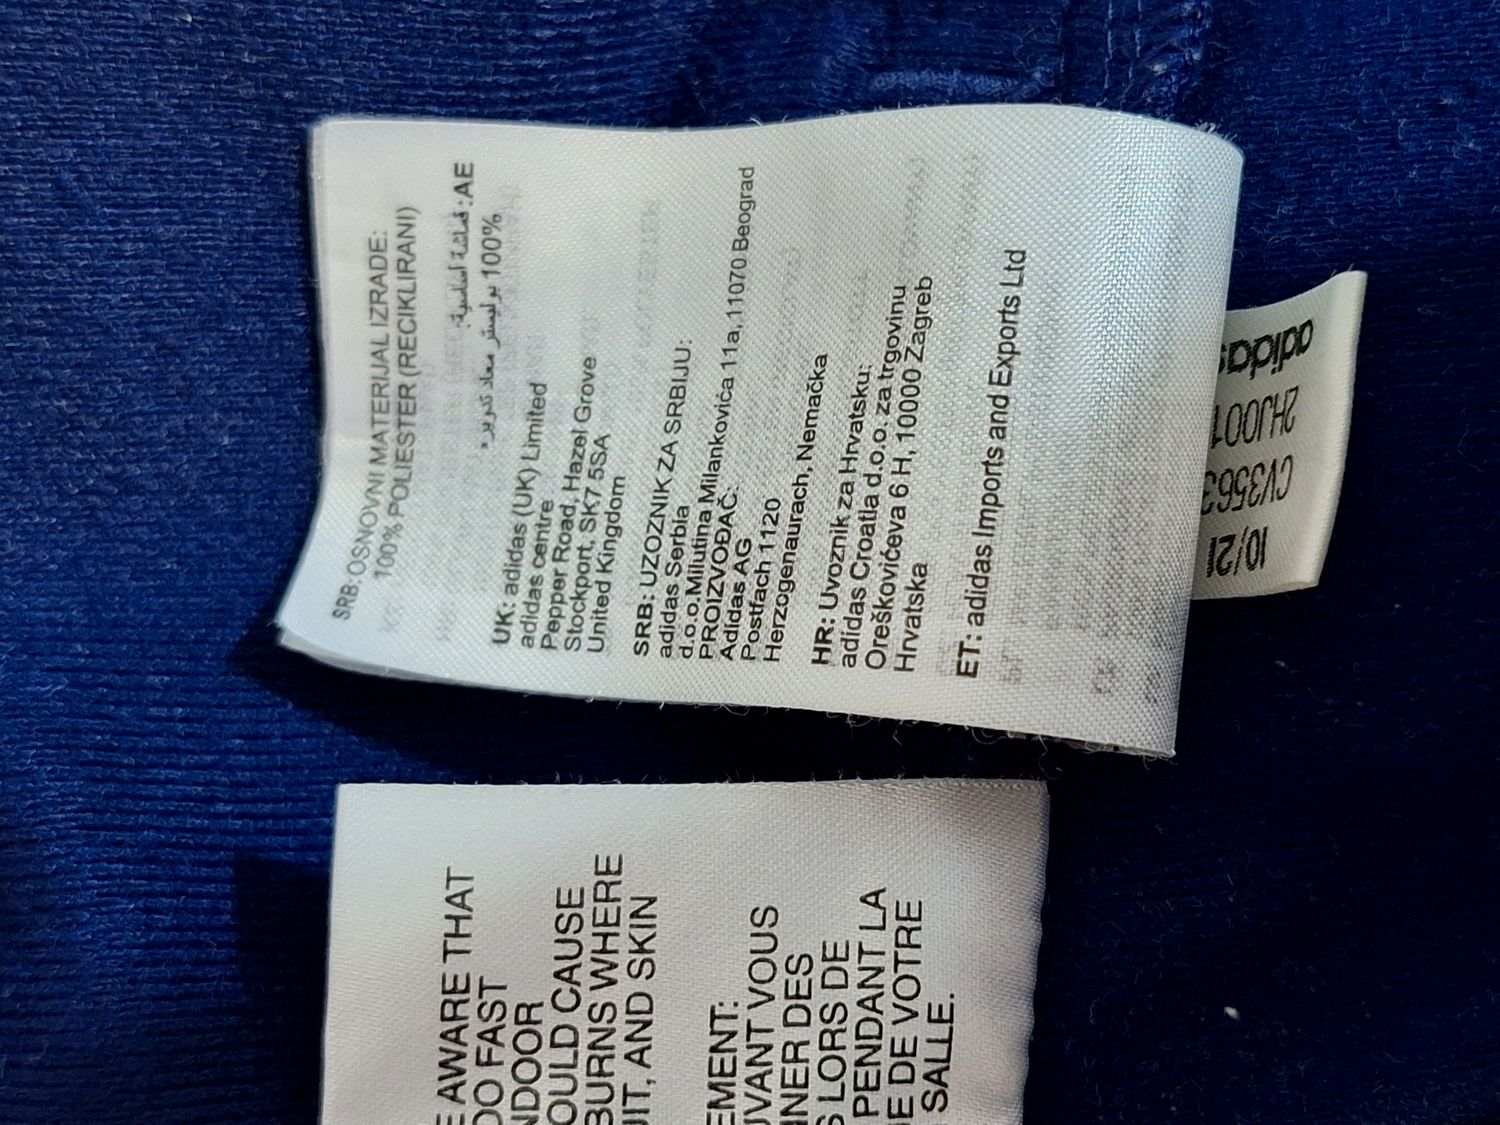 SRB: OSNOVNI MATERIJAL IZRADE:
100% POLIESTER (RECIKLIRANI)
AE: قماشة أساسية:
100% بوليستر معاد تدويره
UK: adidas (UK) Limited
adidas centre
Pepper Road, Hazel Grove
Stockport, SK7 5SA
United Kingdom
SRB: UZOZNIK ZA SRBIJU:
adidas Serbia
d.o.o.Milutina Milankovića 11a,11070 Beograd
PROIZVOĐAČ:
Adidas AG
Postfach 1120
Herzogenaurach, Nemačka
HR: Uvoznik za Hrvatsku:
adidas Croatia d.o.o. za trgovinu
Oreškovićeva 6 H, 10000 Zagreb
Hrvatska
ET: adidas Imports and Exports Ltd
adidas
2HJ001
CV3563
10/21
E AWARE THAT
DO FAST
NDOOR
OULD CAUSE
BURNS WHERE
UIT, AND SKIN
EMENT:
UVANT VOUS
NNER DES
S LORS DE
PENDANT LA
E DE VOTRE
SALLE.